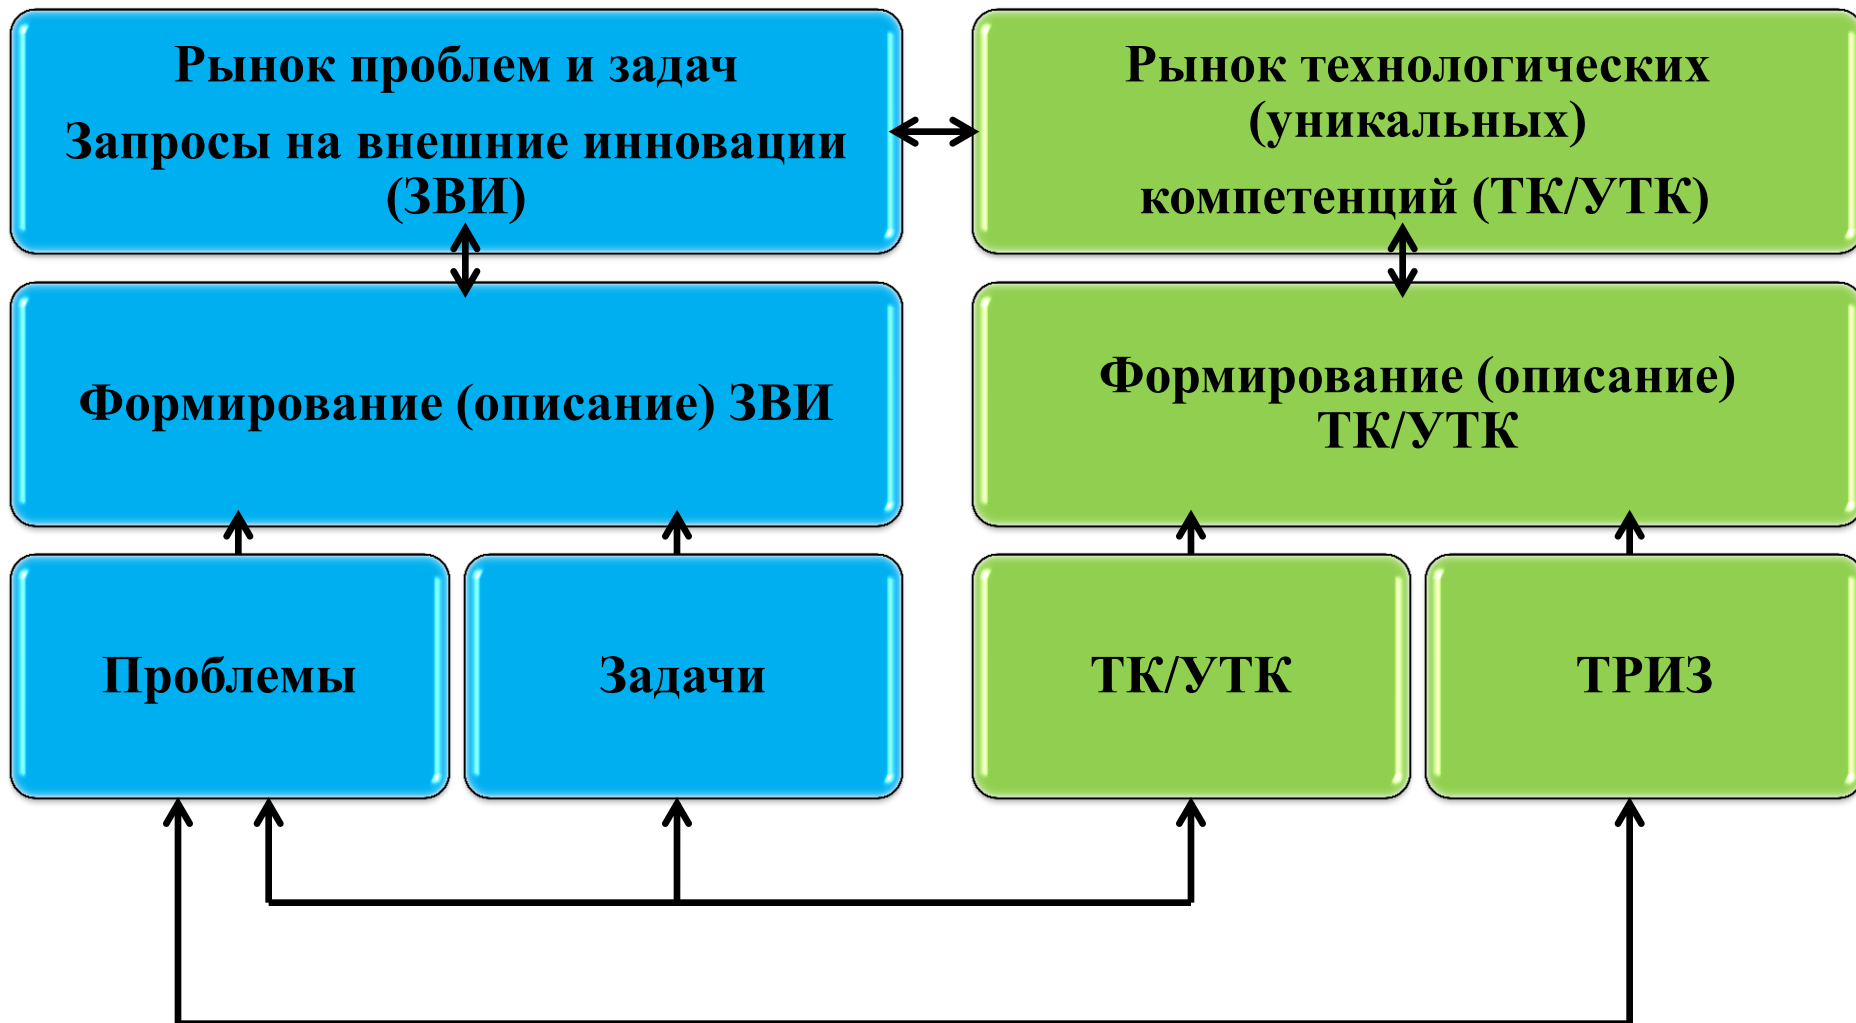 Рынок проблем и задач
Запросы на внешние инновации
(ЗВИ)
Рынок технологических
(уникальных)
компетенций (ТК/УТК)
Формирование (описание) ЗВИ
Формирование (описание)
ТК/УТК
Проблемы
Задачи
ТК/УТК
ТРИЗ